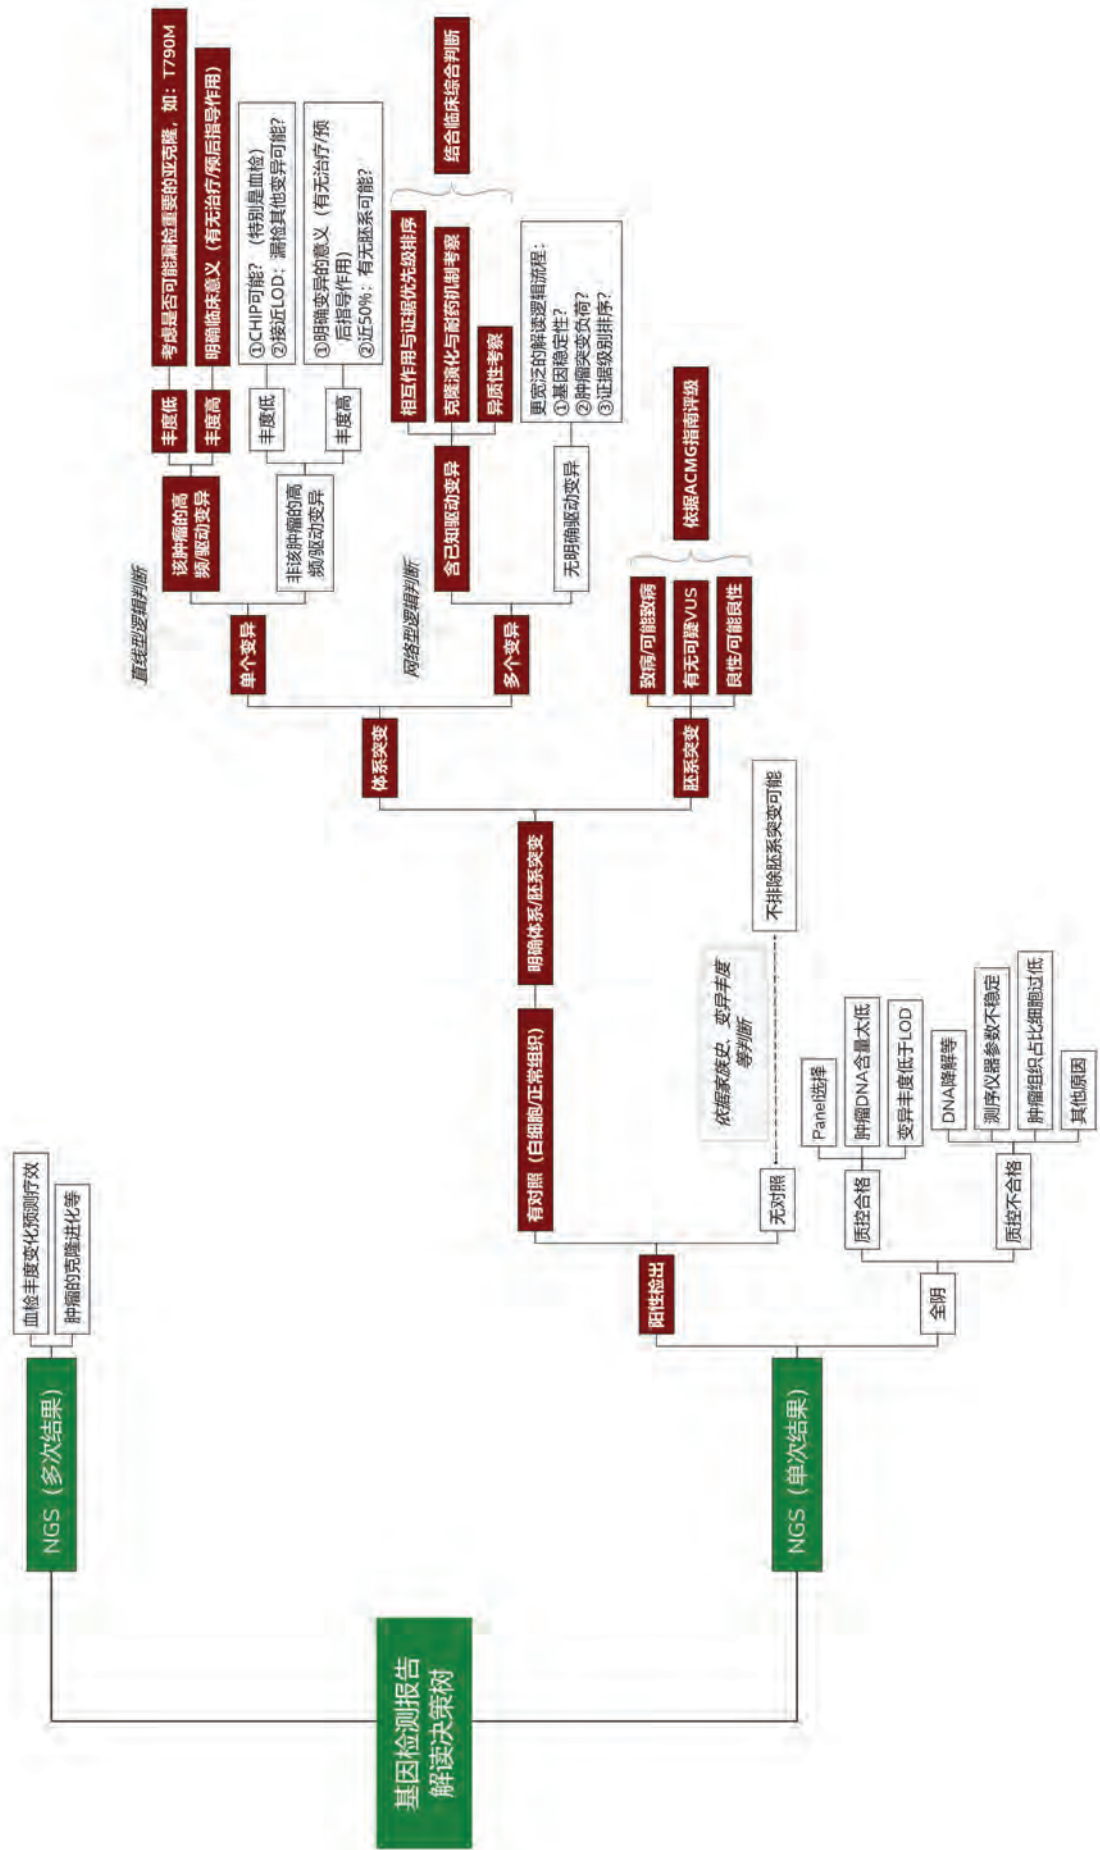 基因检测报告
解读决策树
NGS（多次结果）
血检丰度变化预测疗效
肿瘤的克隆进化等
NGS（单次结果）
阳性检出
有对照（白细胞/正常组织）
明确体系/胚系突变
体系突变
单个变异
直线型逻辑判断
该肿瘤的高
频/驱动变异
丰度低
考虑是否可能漏检重要的亚克隆，如：T790M
丰度高
明确临床意义（有无治疗/预后指导作用）
非该肿瘤的高
频/驱动变异
丰度低
①CHIP可能？（特别是血检）
②接近LOD：漏检其他变异可能？
丰度高
①明确变异的意义（有无治疗/预
后指导作用）
②近50%：有无胚系可能？
多个变异
网络型逻辑判断
含已知驱动变异
相互作用与证据优先级排序
克隆演化与耐药机制考察
异质性考察
结合临床综合判断
无明确驱动变异
更宽泛的解读逻辑流程：
①基因稳定性？
②肿瘤突变负荷？
③证据级别排序？
胚系突变
致病/可能致病
有无可疑VUS
良性/可能良性
依据ACMG指南评级
无对照
依据家族史、变异丰度
等判断
不排除胚系突变可能
全阴
质控合格
Panel选择
肿瘤DNA含量太低
变异丰度低于LOD
质控不合格
DNA降解等
测序仪器参数不稳定
肿瘤组织占比细胞过低
其他原因